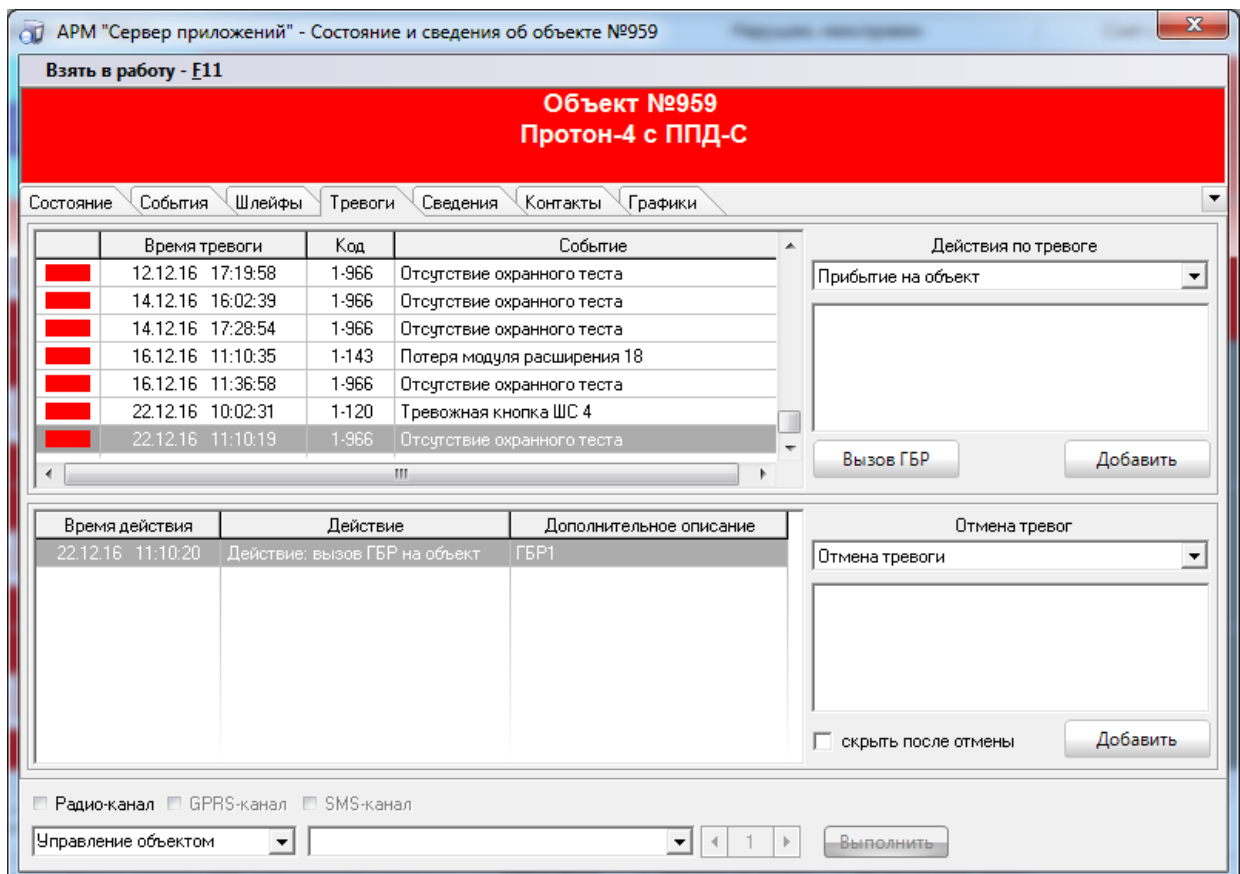 АРМ "Сервер приложений" - Состояние и сведения об объекте №959
X
Взять в работу - F11
Объект №959
Протон-4 с ППД-С
Состояние События Шлейфы Тревоги Сведения Контакты Графики
Время тревоги Код Событие
12.12.16 17:19:58 1-966 Отсутствие охранного теста
14.12.16 16:02:39 1-966 Отсутствие охранного теста
14.12.16 17:28:54 1-966 Отсутствие охранного теста
16.12.16 11:10:35 1-143 Потеря модуля расширения 18
16.12.16 11:36:58 1-966 Отсутствие охранного теста
22.12.16 10:02:31 1-120 Тревожная кнопка ШС 4
22.12.16 11:10:19 1-966 Отсутствие охранного теста
Действия по тревоге
Прибытие на объект
Вызов ГБР Добавить
Время действия Действие Дополнительное описание
22.12.16 11:10:20 Действие: вызов ГБР на объект ГБР1
Отмена тревог
Отмена тревоги
скрыть после отмены Добавить
Радио-канал GPRS-канал SMS-канал
Управление объектом 1 Выполнить